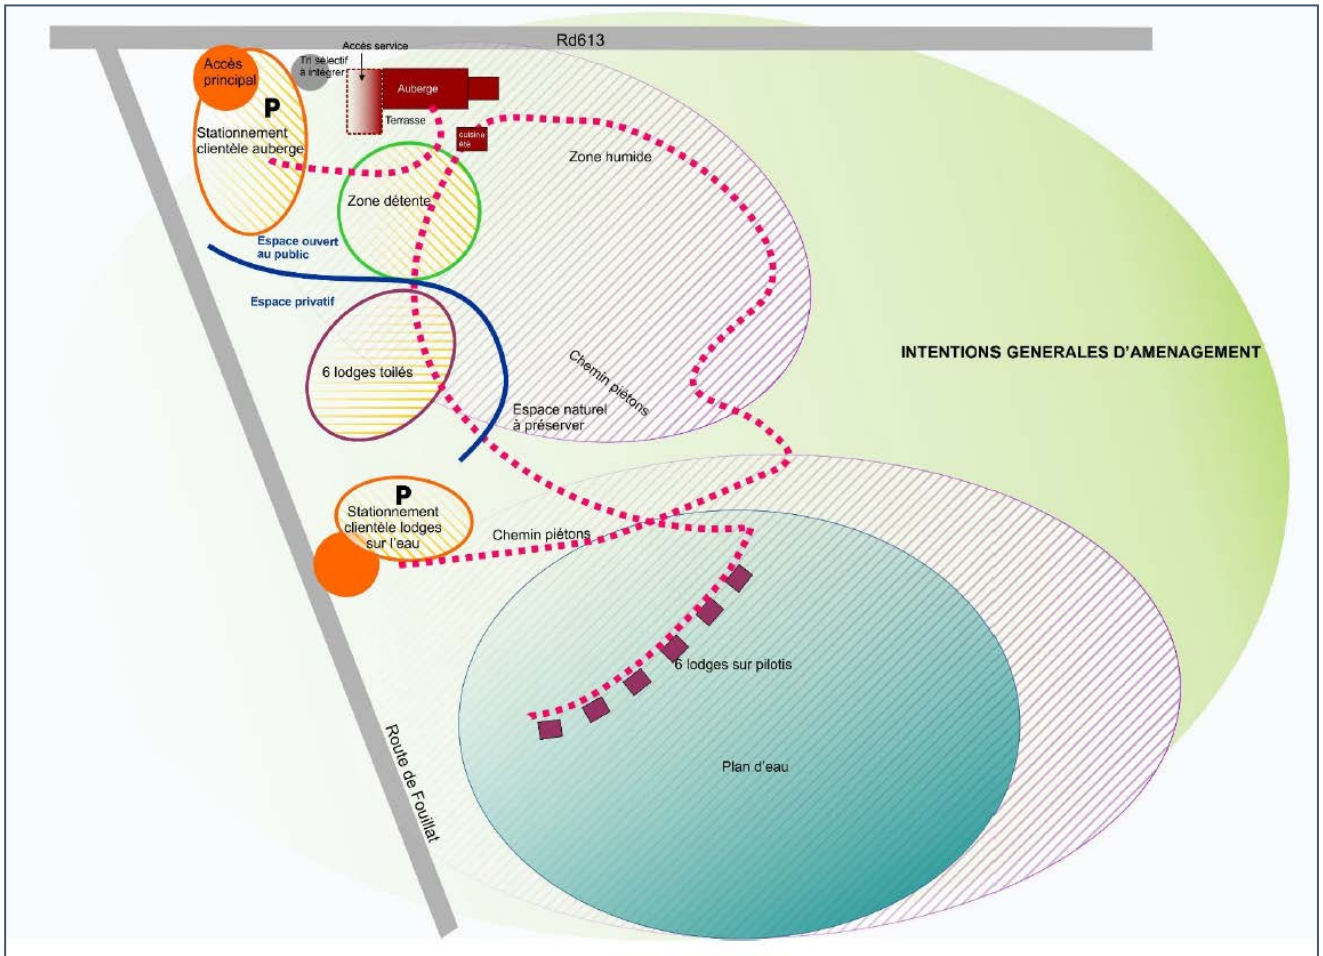 Rd613
Accès service
Accès
principal
Tri sélectif
à intégrer
Auberge
P
Stationnement
clientèle auberge
Terrasse
cuisine
été
Zone humide
Zone détente
Espace ouvert
au public
Espace privatif
INTENTIONS GENERALES D'AMENAGEMENT
6 lodges toilés
Chemin piétons
Espace naturel
à préserver
P
Stationnement
clientèle lodges
sur l'eau
Chemin piétons
6 lodges sur pilotis
Plan d'eau
Route de Fouillat